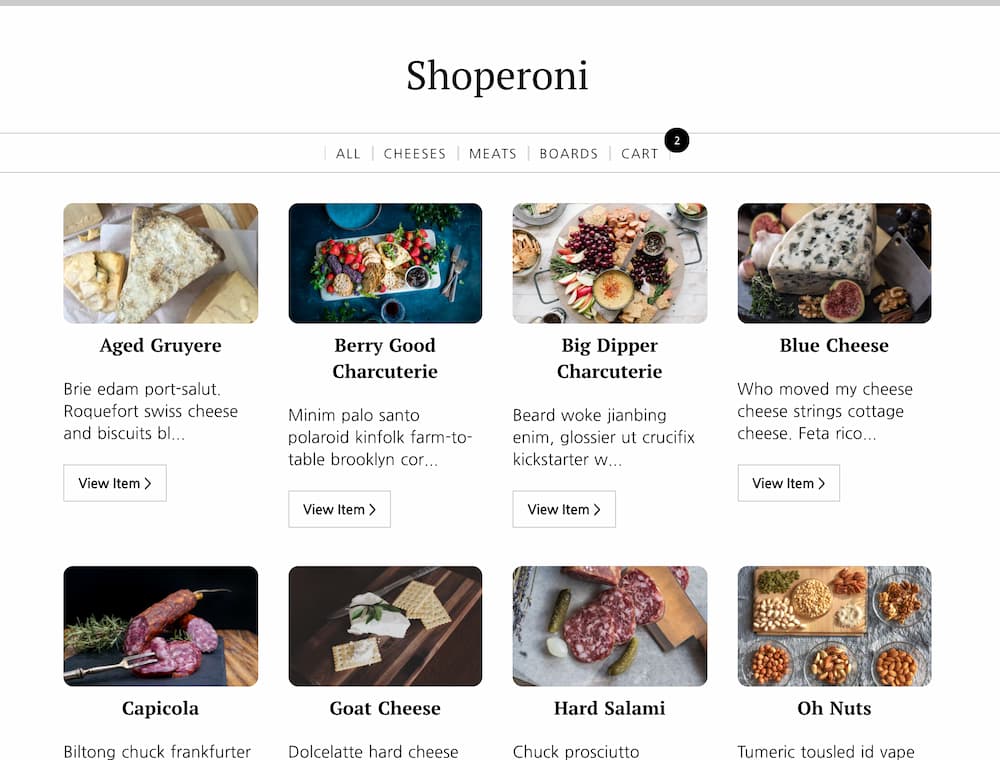 Shoperoni
ALL CHEESES MEATS BOARDS CART 2
Aged Gruyere
Brie edam port-salut.
Roquefort swiss cheese
and biscuits bl...
View Item
Berry Good
Charcuterie
Minim palo santo
polaroid kinfolk farm-to-
table brooklyn cor...
View Item
Big Dipper
Charcuterie
Beard woke jianbing
enim, glossier ut crucifix
kickstarter w...
View Item
Blue Cheese
Who moved my cheese
cheese strings cottage
cheese. Feta rico...
View Item
Capicola
Biltong chuck frankfurter
Goat Cheese
Dolcelatte hard cheese
Hard Salami
Chuck prosciutto
Oh Nuts
Tumeric tousled id vape